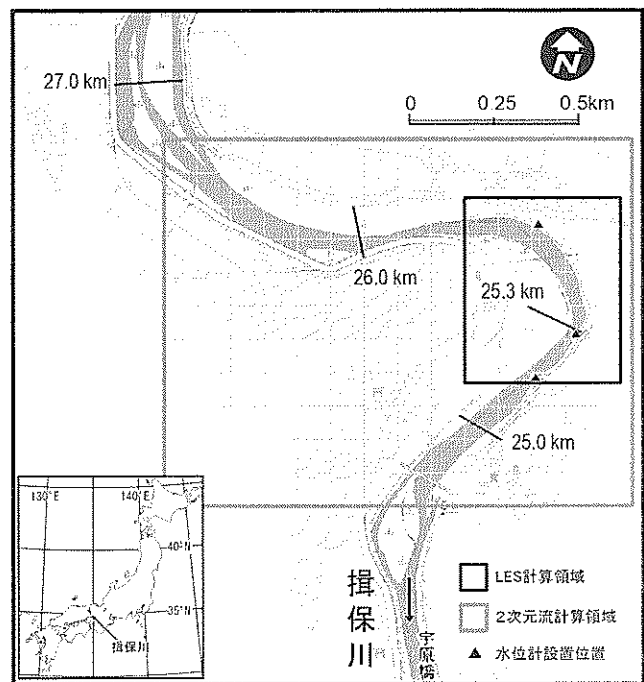 N
27.0 km
0 0.25 0.5km
26.0 km
25.3 km
25.0 km
130°E 140°E
40°N
35°N
揖保川
揖保川
宇原橋
LES計算領域
2次元流計算領域
水位計設置位置